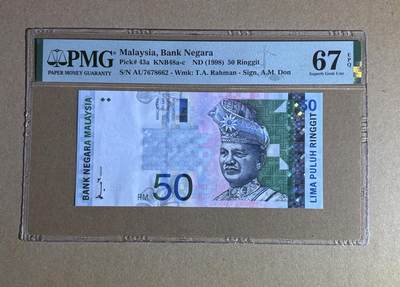 PMG
PAPER MONEY GUARANTY
Malaysia, Bank Negara
Pick# 43a KNB48a-c ND (1998) 50 Ringgit
S/N AU7678662 - Wmk: T.A. Rahman - Sign. A.M. Don
67 EPQ
Superb Gem Unc
BANK NEGARA MALAYSIA
RM 50
50
LIMA PULUH RINGGIT